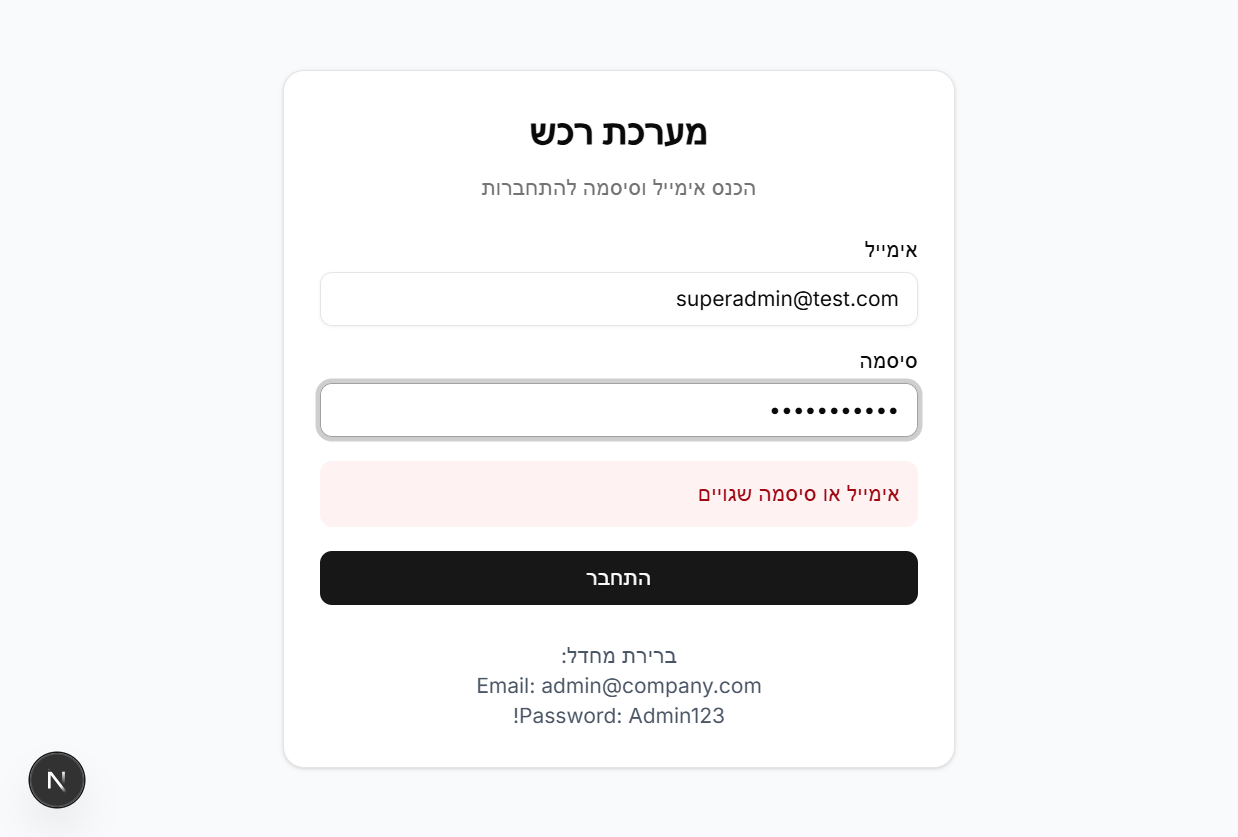 מערכת רכש
הכנס אימייל וסיסמה להתחברות
אימייל
superadmin@test.com
סיסמה
•••••••••••
אימייל או סיסמה שגויים
התחבר
ברירת מחדל:
Email: admin@company.com
!Password: Admin123
N